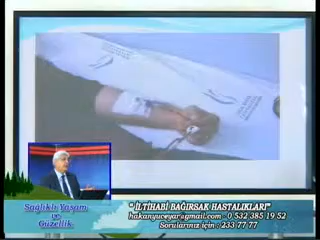 Sağlıklı Yaşam
ve
Güzellik
" İLTİHABİ BAĞIRSAK HASTALIKLARI"
hakanyuceyar@gmail.com_ 0 532 385 19 52
Sorularınız için : 233 77 77